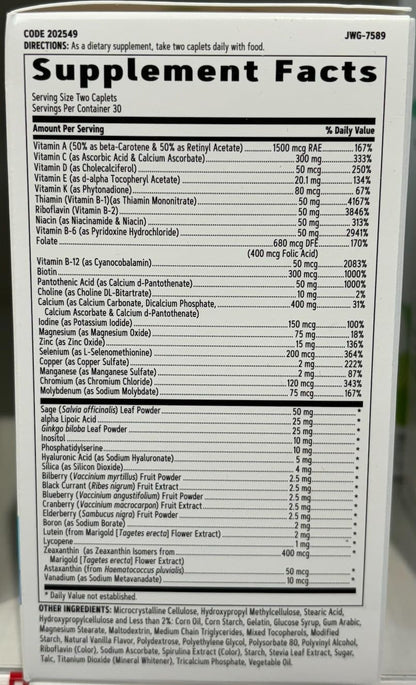 CODE 202549 JWG-7589
DIRECTIONS: As a dietary supplement, take two caplets daily with food.
Supplement Facts
Serving Size Two Caplets
Servings Per Container 30
Amount Per Serving % Daily Value
Vitamin A (50% as beta-Carotene & 50% as Retinyl Acetate) 1500 mcg RAE 167%
Vitamin C (as Ascorbic Acid & Calcium Ascorbate) 300 mg 333%
Vitamin D (as Cholecalciferol) 50 mcg 250%
Vitamin E (as d-alpha Tocopheryl Acetate) 20.1 mg 134%
Vitamin K (as Phytonadione) 80 mcg 67%
Thiamin (Vitamin B-1)(as Thiamin Mononitrate) 50 mg 4167%
Riboflavin (Vitamin B-2) 50 mg 3846%
Niacin (as Niacinamide & Niacin) 50 mg 313%
Vitamin B-6 (as Pyridoxine Hydrochloride) 50 mg 2941%
Folate 680 mcg DFE 170%
(400 mcg Folic Acid)
Vitamin B-12 (as Cyanocobalamin) 50 mcg 2083%
Biotin 300 mcg 1000%
Pantothenic Acid (as Calcium d-Pantothenate) 50 mg 1000%
Choline (as Choline DL-Bitartrate) 10 mg 2%
Calcium (as Calcium Carbonate, Dicalcium Phosphate, 400 mg 31%
Calcium Ascorbate & Calcium d-Pantothenate)
Iodine (as Potassium Iodide) 150 mcg 100%
Magnesium (as Magnesium Oxide) 75 mg 18%
Zinc (as Zinc Oxide) 15 mg 136%
Selenium (as L-Selenomethionine) 200 mcg 364%
Copper (as Copper Sulfate) 2 mg 222%
Manganese (as Manganese Sulfate) 2 mg 87%
Chromium (as Chromium Chloride) 120 mcg 343%
Molybdenum (as Sodium Molybdate) 75 mcg 167%
Sage (Salvia officinalis) Leaf Powder 50 mg *
alpha Lipoic Acid 25 mg *
Ginkgo biloba Leaf Powder 25 mg *
Inositol 10 mg *
Phosphatidylserine 10 mg *
Hyaluronic Acid (as Sodium Hyaluronate) 5 mg *
Silica (as Silicon Dioxide) 4 mg *
Bilberry (Vaccinium myrtillus) Fruit Powder 2.5 mg *
Black Currant (Ribes nigrum) Fruit Extract 2.5 mg *
Blueberry (Vaccinium angustifolium) Fruit Powder 2.5 mg *
Cranberry (Vaccinium macrocarpon) Fruit Extract 2.5 mg *
Elderberry (Sambucus nigra) Fruit Powder 2.5 mg *
Boron (as Sodium Borate) 2 mg *
Lutein (from Marigold [Tagetes erecta] Flower Extract) 2 mg *
Lycopene 1 mg *
Zeaxanthin (as Zeaxanthin Isomers from 400 mcg *
Marigold [Tagetes erecta] Flower Extract)
Astaxanthin (from Haematococcus pluvialis) 50 mcg *
Vanadium (as Sodium Metavanadate) 10 mcg *
* Daily Value not established.
OTHER INGREDIENTS: Microcrystalline Cellulose, Hydroxypropyl Methylcellulose, Stearic Acid,
Hydroxypropylcellulose and Less than 2%: Corn Oil, Corn Starch, Gelatin, Glucose Syrup, Gum Arabic,
Magnesium Stearate, Maltodextrin, Medium Chain Triglycerides, Mixed Tocopherols, Modified
Starch, Natural Vanilla Flavor, Polydextrose, Polyethylene Glycol, Polysorbate 80, Polyvinyl Alcohol,
Riboflavin (Color), Sodium Ascorbate, Spirulina Extract (Color), Starch, Stevia Leaf Extract, Sugar,
Talc, Titanium Dioxide (Mineral Whitener), Tricalcium Phosphate, Vegetable Oil.